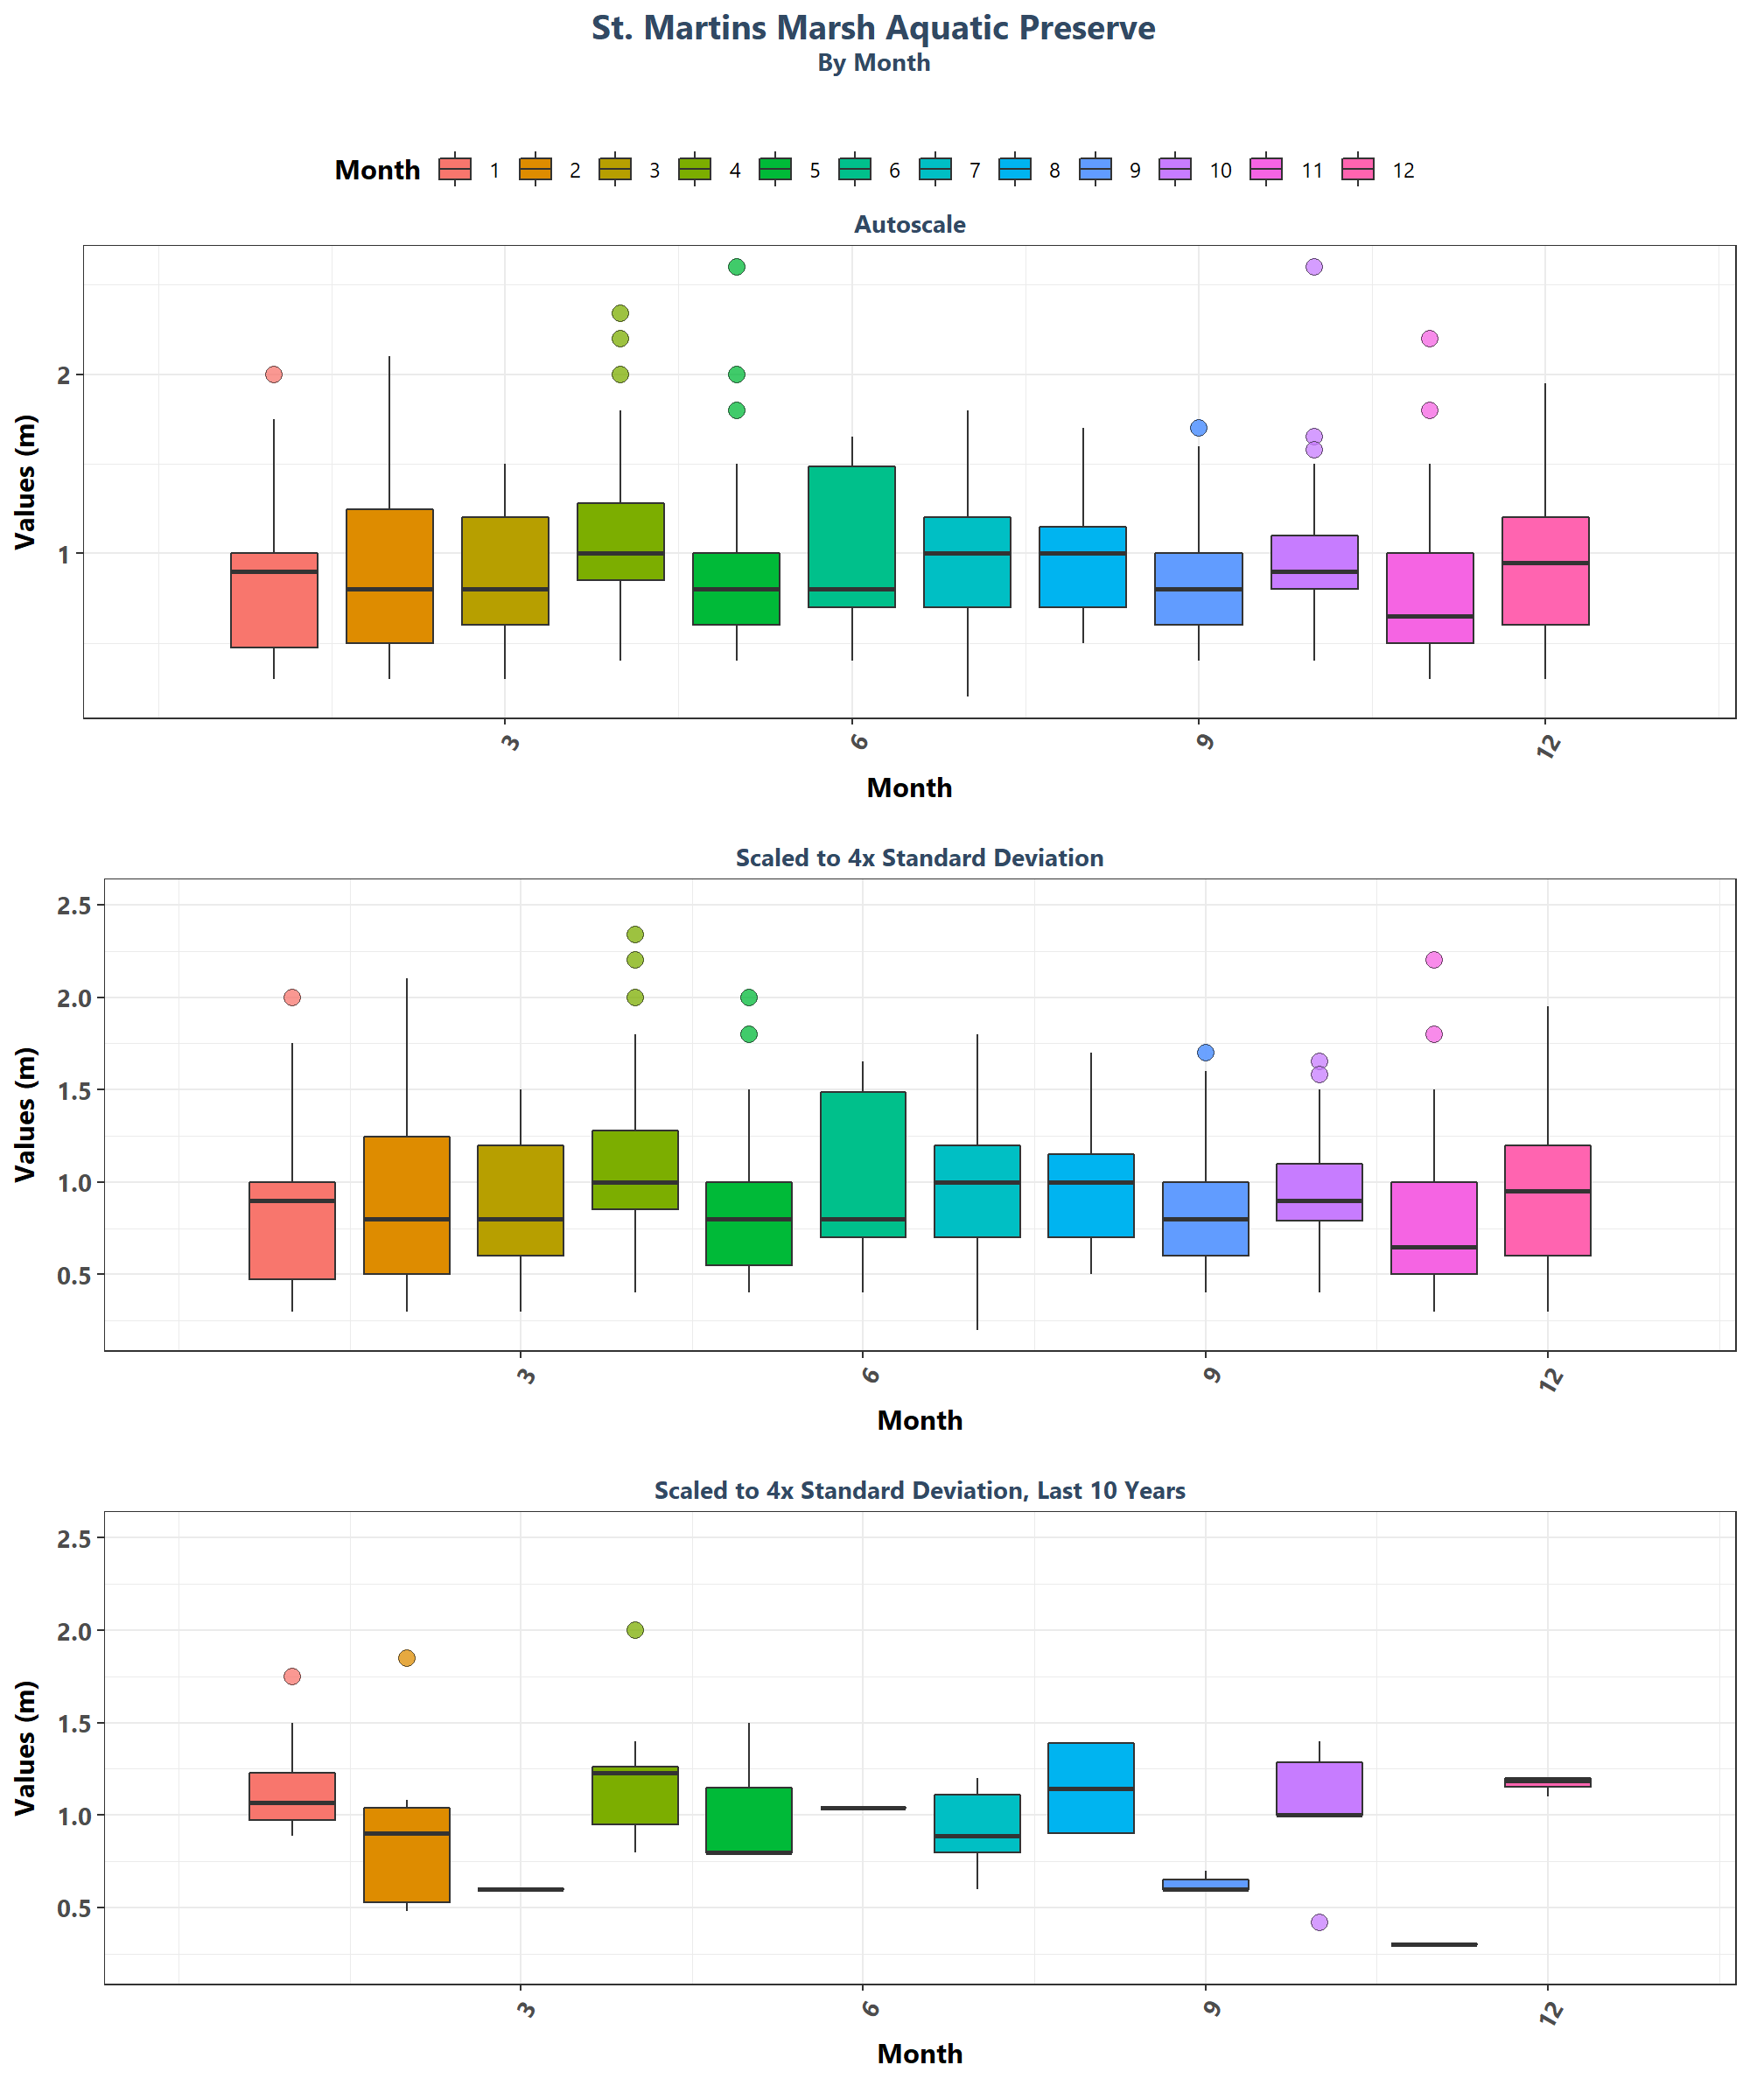 St. Martins Marsh Aquatic Preserve
By Month
Month 1 2 3 4 5 6 7 8 9 10 11 12
Autoscale
Values (m)
2
1
3 6 9 12
Month
Scaled to 4x Standard Deviation
Values (m)
2.5
2.0
1.5
1.0
0.5
3 6 9 12
Month
Scaled to 4x Standard Deviation, Last 10 Years
Values (m)
2.5
2.0
1.5
1.0
0.5
3 6 9 12
Month